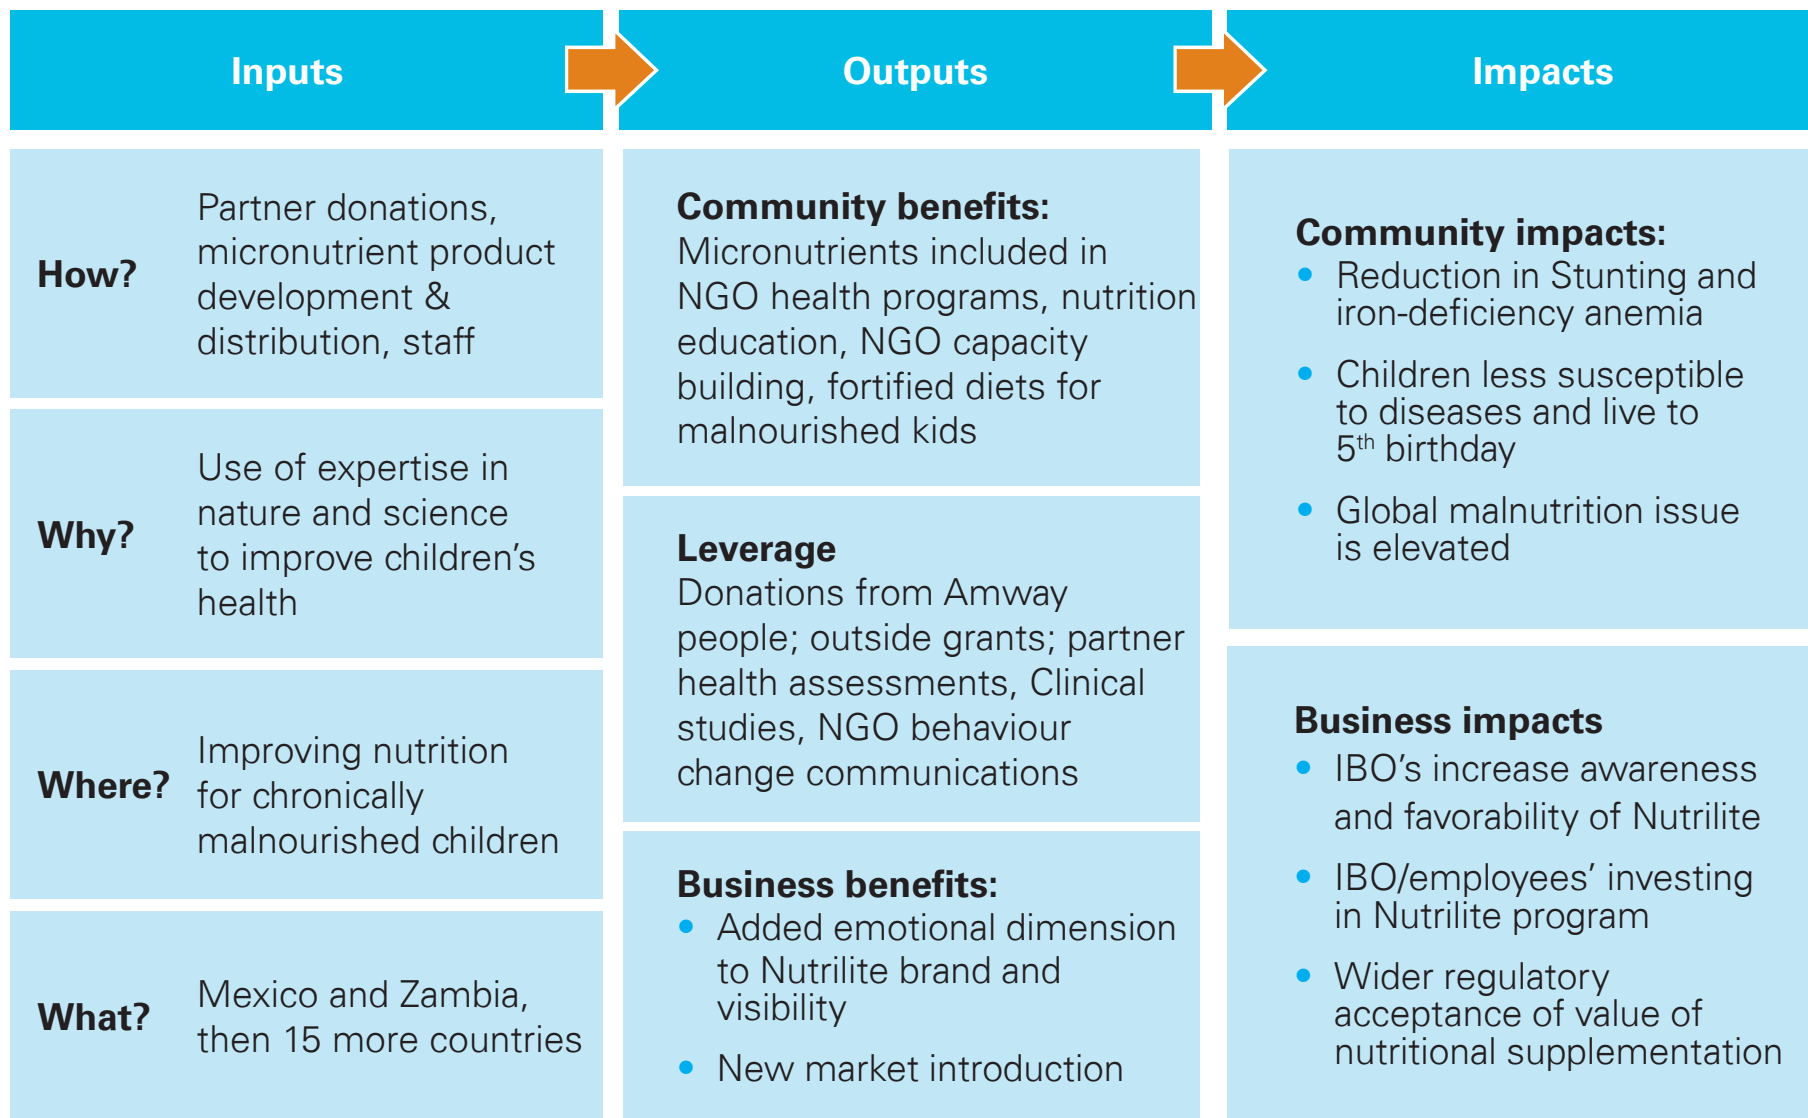 Inputs
Outputs
Impacts
How?
Partner donations,
micronutrient product
development &
distribution, staff
Why?
Use of expertise in
nature and science
to improve children’s
health
Where?
Improving nutrition
for chronically
malnourished children
What?
Mexico and Zambia,
then 15 more countries
Community benefits:
Micronutrients included in
NGO health programs, nutrition
education, NGO capacity
building, fortified diets for
malnourished kids
Leverage
Donations from Amway
people; outside grants; partner
health assessments, Clinical
studies, NGO behaviour
change communications
Business benefits:
• Added emotional dimension
to Nutrilite brand and
visibility
• New market introduction
Community impacts:
• Reduction in Stunting and
iron-deficiency anemia
• Children less susceptible
to diseases and live to
5th birthday
• Global malnutrition issue
is elevated
Business impacts
• IBO’s increase awareness
and favorability of Nutrilite
• IBO/employees’ investing
in Nutrilite program
• Wider regulatory
acceptance of value of
nutritional supplementation